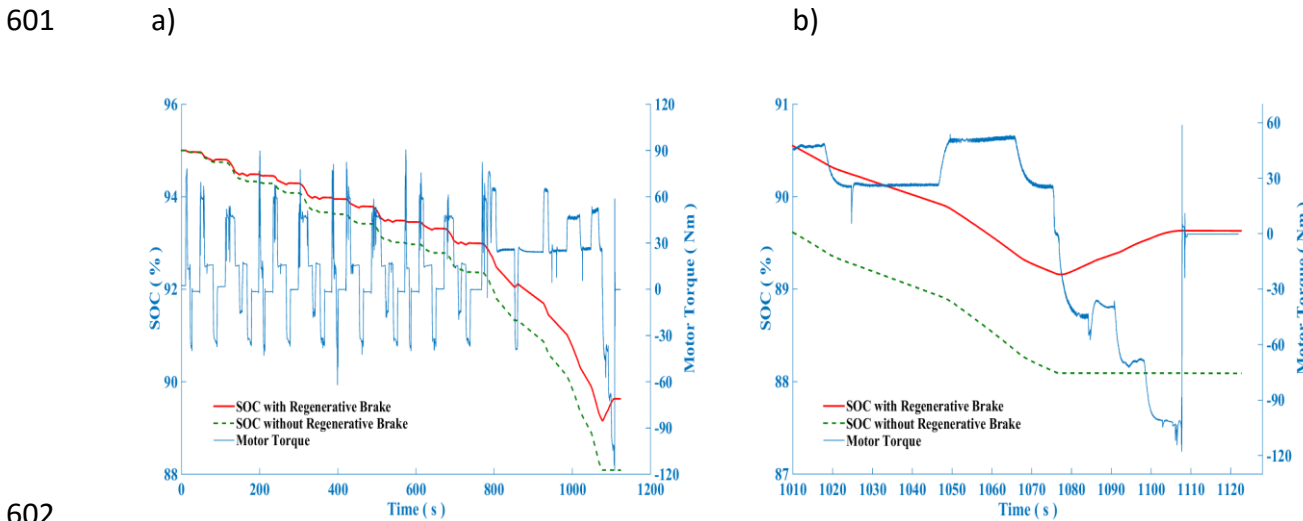 601 a) b)
96
94
92
90
88
SOC ( % )
120
90
60
30
0
-30
-60
-90
-120
Motor Torque ( Nm )
SOC with Regenerative Brake
SOC without Regenerative Brake
Motor Torque
0 200 400 600 800 1000 1200
Time ( s )
91
90
89
88
87
SOC ( % )
60
30
0
-30
-60
-90
-120
Motor Torque ( Nm )
SOC with Regenerative Brake
SOC without Regenerative Brake
Motor Torque
1010 1020 1030 1040 1050 1060 1070 1080 1090 1100 1110 1120
Time ( s )
602